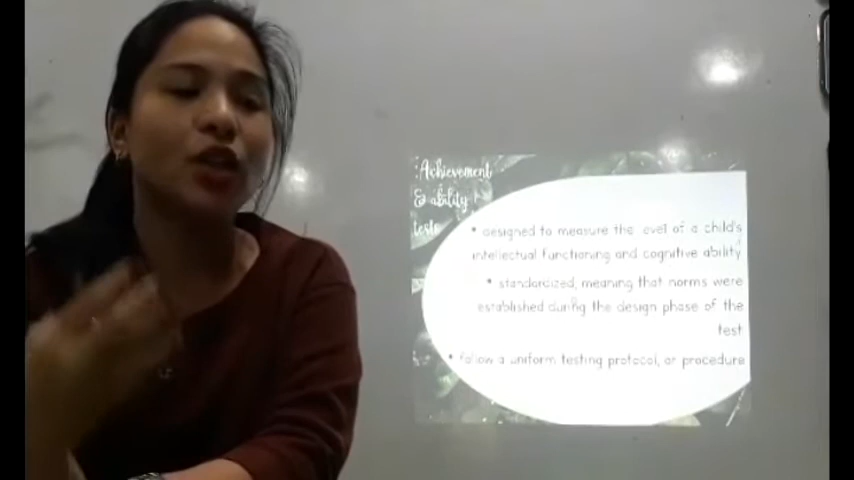 Achievement
& ability
tests
• designed to measure the level of a child's
intellectual functioning and cognitive ability
• standardized, meaning that norms were
established during the design phase of the
test
• follow a uniform testing protocol, or procedure